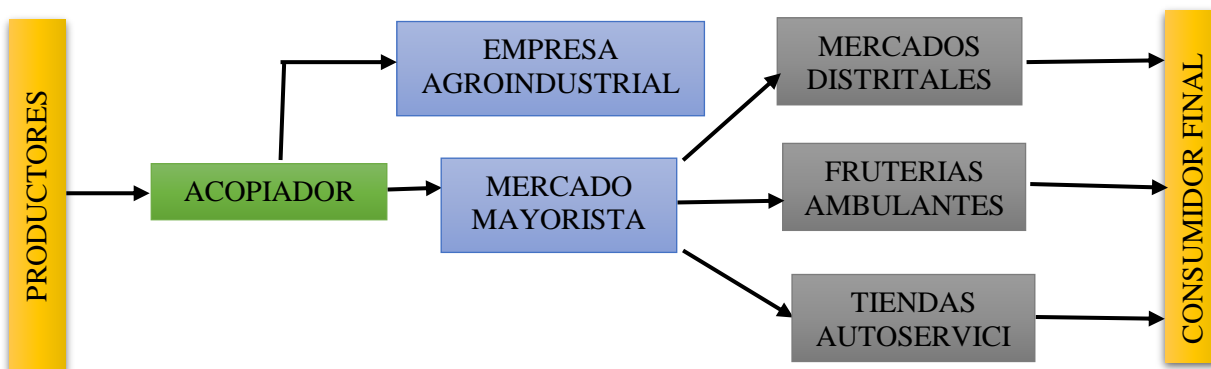 PRODUCTORES
ACOPIADOR
EMPRESA
AGROINDUSTRIAL
MERCADO
MAYORISTA
MERCADOS
DISTRITALES
FRUTERIAS
AMBULANTES
TIENDAS
AUTOSERVICI
CONSUMIDOR FINAL